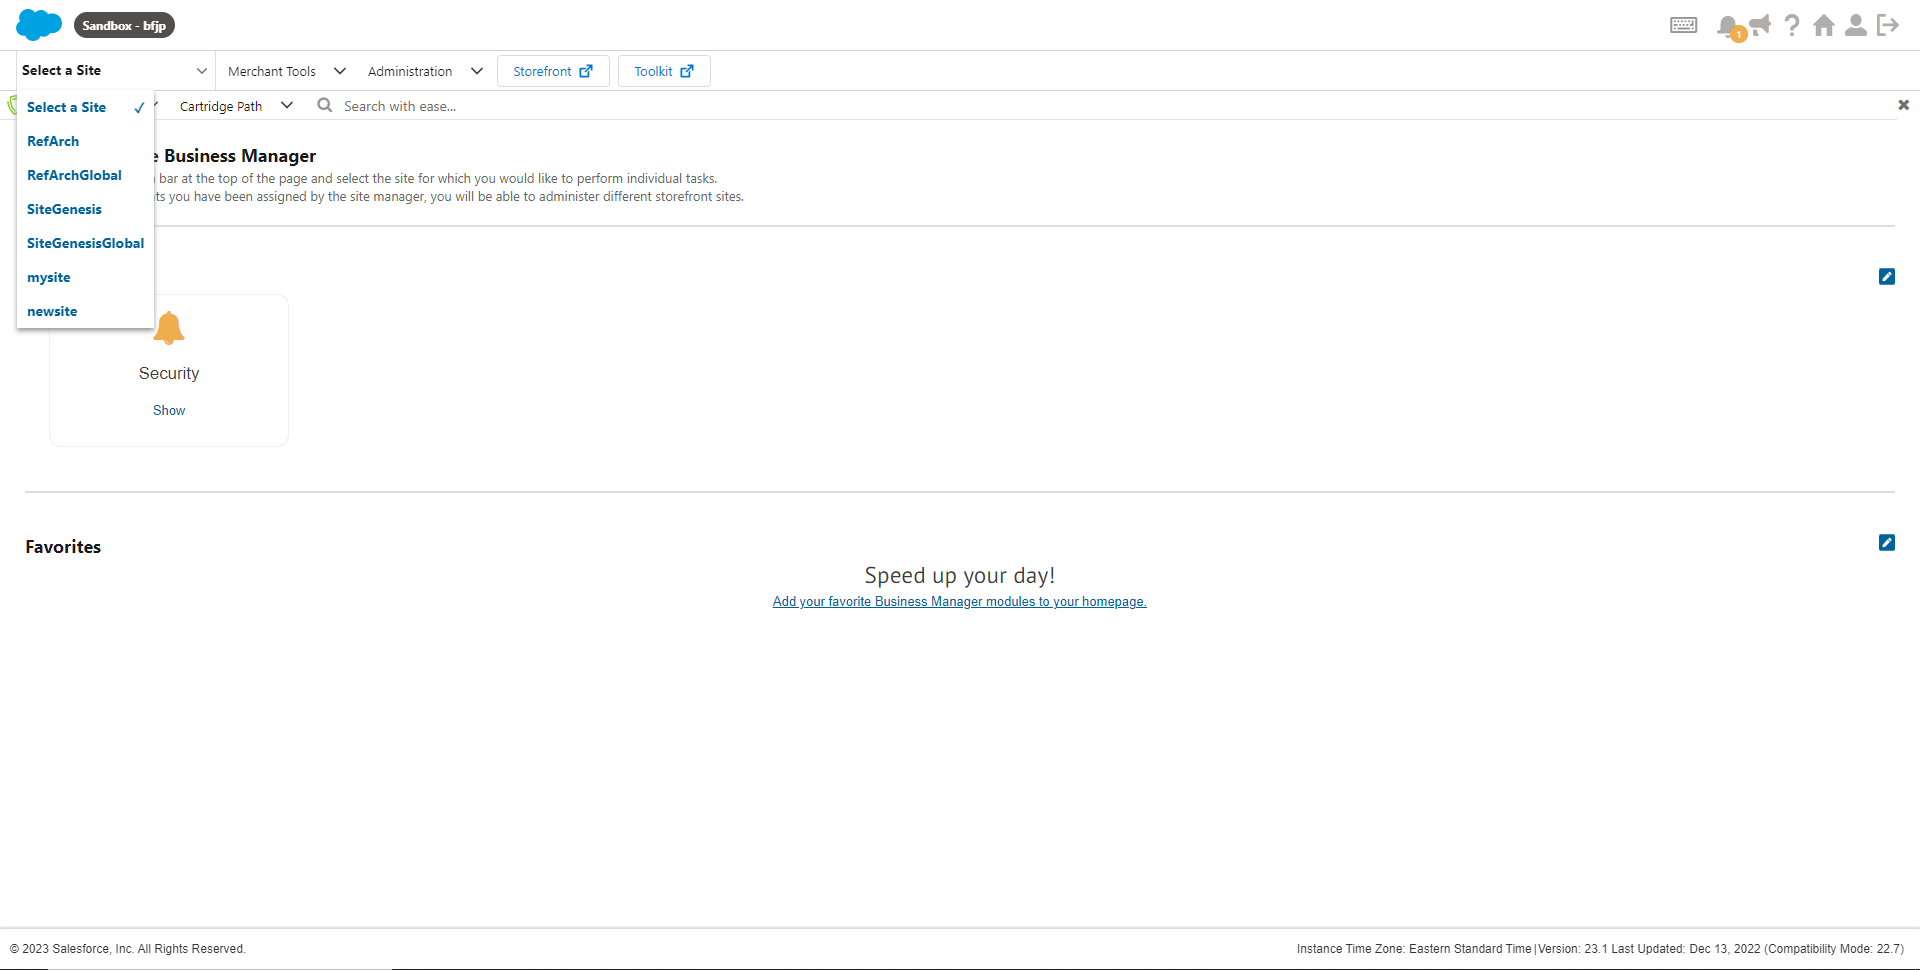 Sandbox - bfjp
1
Select a Site
Merchant Tools
Administration
Storefront
Toolkit
Select a Site
Cartridge Path
Search with ease...
RefArch
RefArchGlobal
SiteGenesis
SiteGenesisGlobal
mysite
newsite
Business Manager
bar at the top of the page and select the site for which you would like to perform individual tasks.
you have been assigned by the site manager, you will be able to administer different storefront sites.
Security
Show
Favorites
Speed up your day!
Add your favorite Business Manager modules to your homepage.
© 2023 Salesforce, Inc. All Rights Reserved.
Instance Time Zone: Eastern Standard Time | Version: 23.1 Last Updated: Dec 13, 2022 (Compatibility Mode: 22.7)